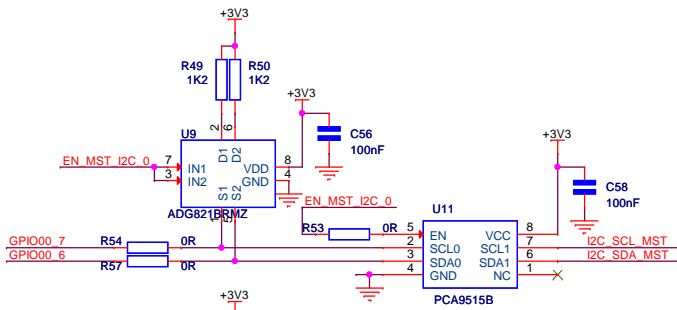 +3V3
R49
R50
1K2
1K2
+3V3
U9
2
6
C56
100nF
D1
D2
EN_MST_I2C_0
7
IN1
VDD
8
3
IN2
GND
4
S1
S2
ADG821BRMZ
1
5
+3V3
C58
100nF
EN_MST_I2C_0
U11
R53
0R
5
EN
VCC
8
GPIO00_7
R54
0R
2
SCL0
SCL1
7
I2C_SCL_MST
GPIO00_6
R57
0R
3
SDA0
SDA1
6
I2C_SDA_MST
4
GND
NC
1
PCA9515B
+3V3